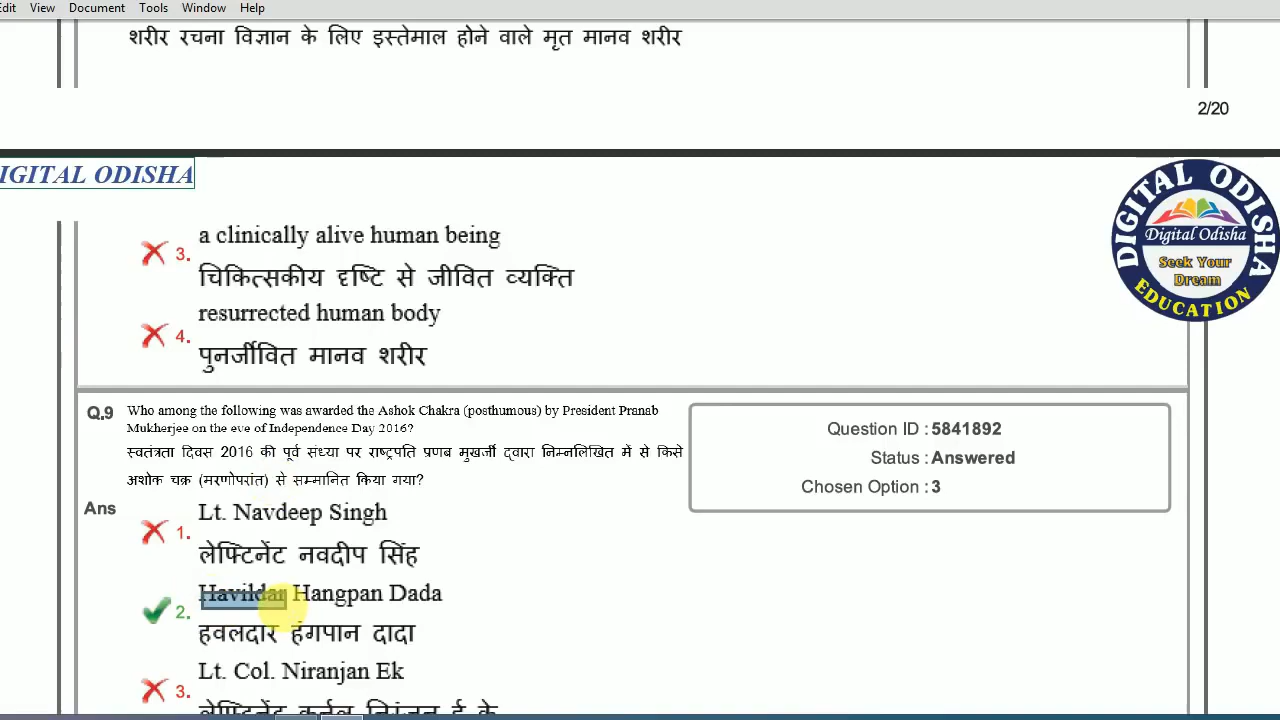 Edit View Document Tools Window Help
शरीर रचना विज्ञान के लिए इस्तेमाल होने वाले मृत मानव शरीर
2/20
IGITAL ODISHA
DIGITAL ODISHA
Digital Odisha
Seek Your
Dream
EDUCATION
3. a clinically alive human being
चिकित्सकीय दृष्टि से जीवित व्यक्ति
4. resurrected human body
पुनर्जीवित मानव शरीर
Q.9 Who among the following was awarded the Ashok Chakra (posthumous) by President Pranab
Mukherjee on the eve of Independence Day 2016?
स्वतंत्रता दिवस 2016 की पूर्व संध्या पर राष्ट्रपति प्रणब मुखर्जी द्वारा निम्नलिखित में से किसे
अशोक चक्र (मरणोपरांत) से सम्मानित किया गया?
Question ID : 5841892
Status : Answered
Chosen Option : 3
Ans
1. Lt. Navdeep Singh
लेफ्टिनेंट नवदीप सिंह
2. Havildar Hangpan Dada
हवलदार हंगपान दादा
3. Lt. Col. Niranjan Ek
लेफ्टिनेंट कर्नल निरंजन ई के